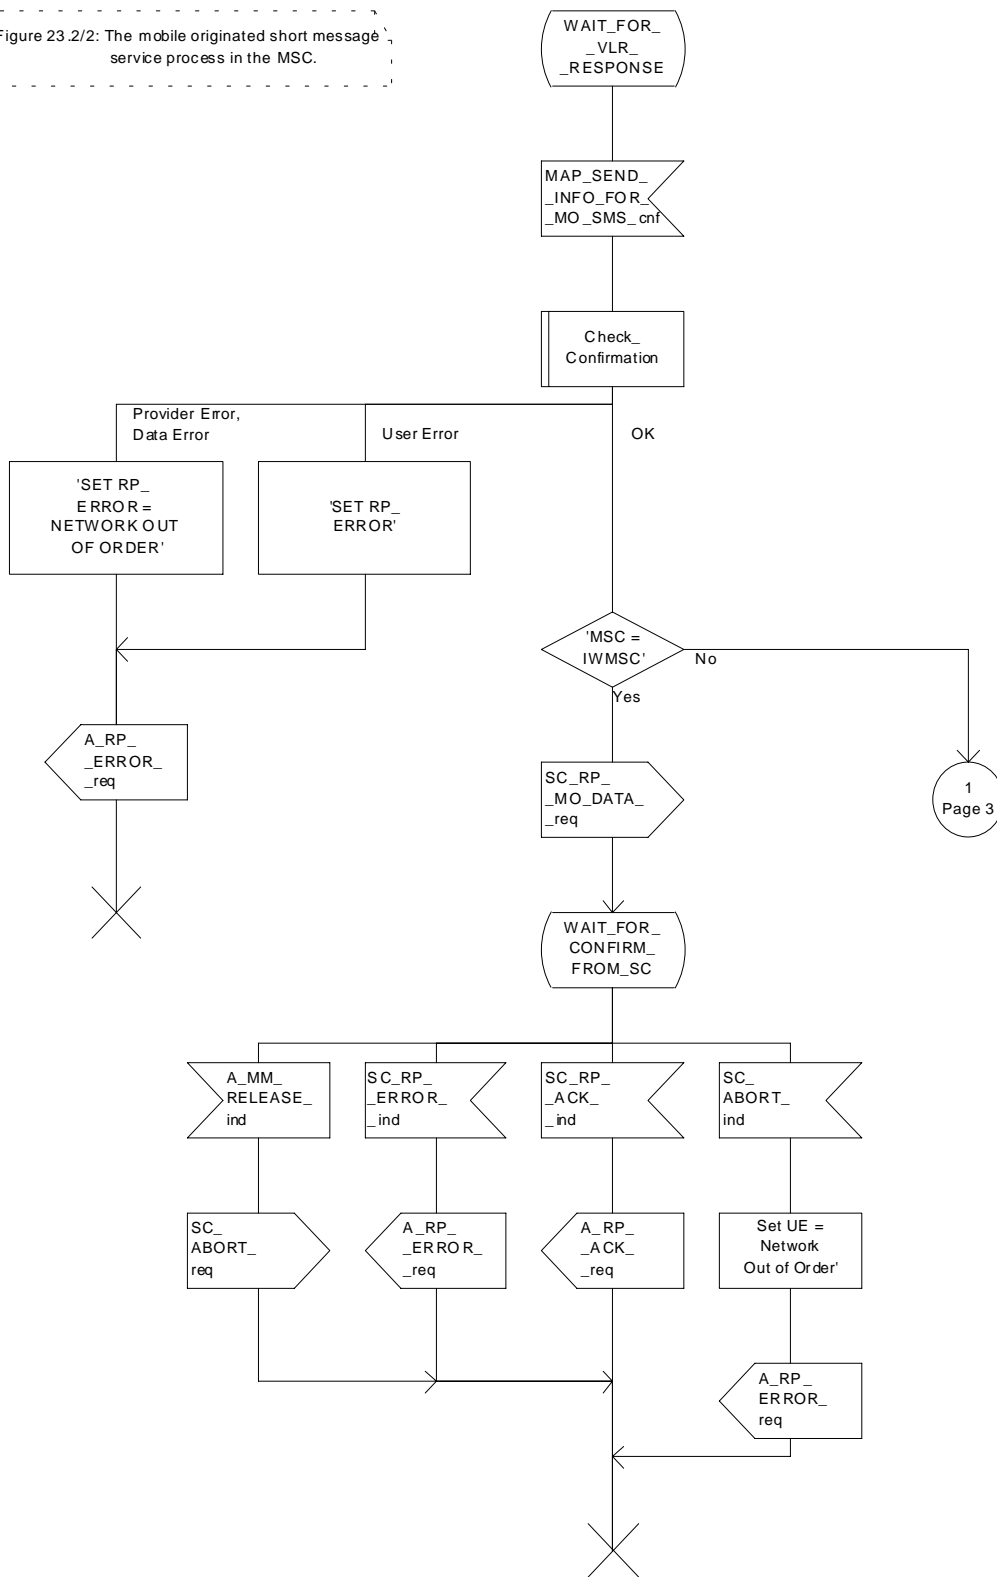 Figure 23.2/2: The mobile originated short message
service process in the MSC.
WAIT_FOR_
_VLR_
_RESPONSE
MAP_SEND_
_INFO_FOR_
_MO_SMS_cnf
Check_
Confirmation
Provider Error,
Data Error
User Error
OK
'SET RP_
ERROR =
NETWORK OUT
OF ORDER'
'SET RP_
ERROR'
'MSC =
IWMSC'
No
Yes
A_RP_
_ERROR_
_req
SC_RP_
_MO_DATA_
_req
1
Page 3
WAIT_FOR_
CONFIRM_
FROM_SC
A_MM_
RELEASE_
ind
SC_RP_
_ERROR_
_ind
SC_RP_
_ACK_
_ind
SC_
ABORT_
ind
SC_
ABORT_
req
A_RP_
_ERROR_
_req
A_RP_
_ACK_
_req
Set UE =
Network
Out of Order'
A_RP_
ERROR_
req